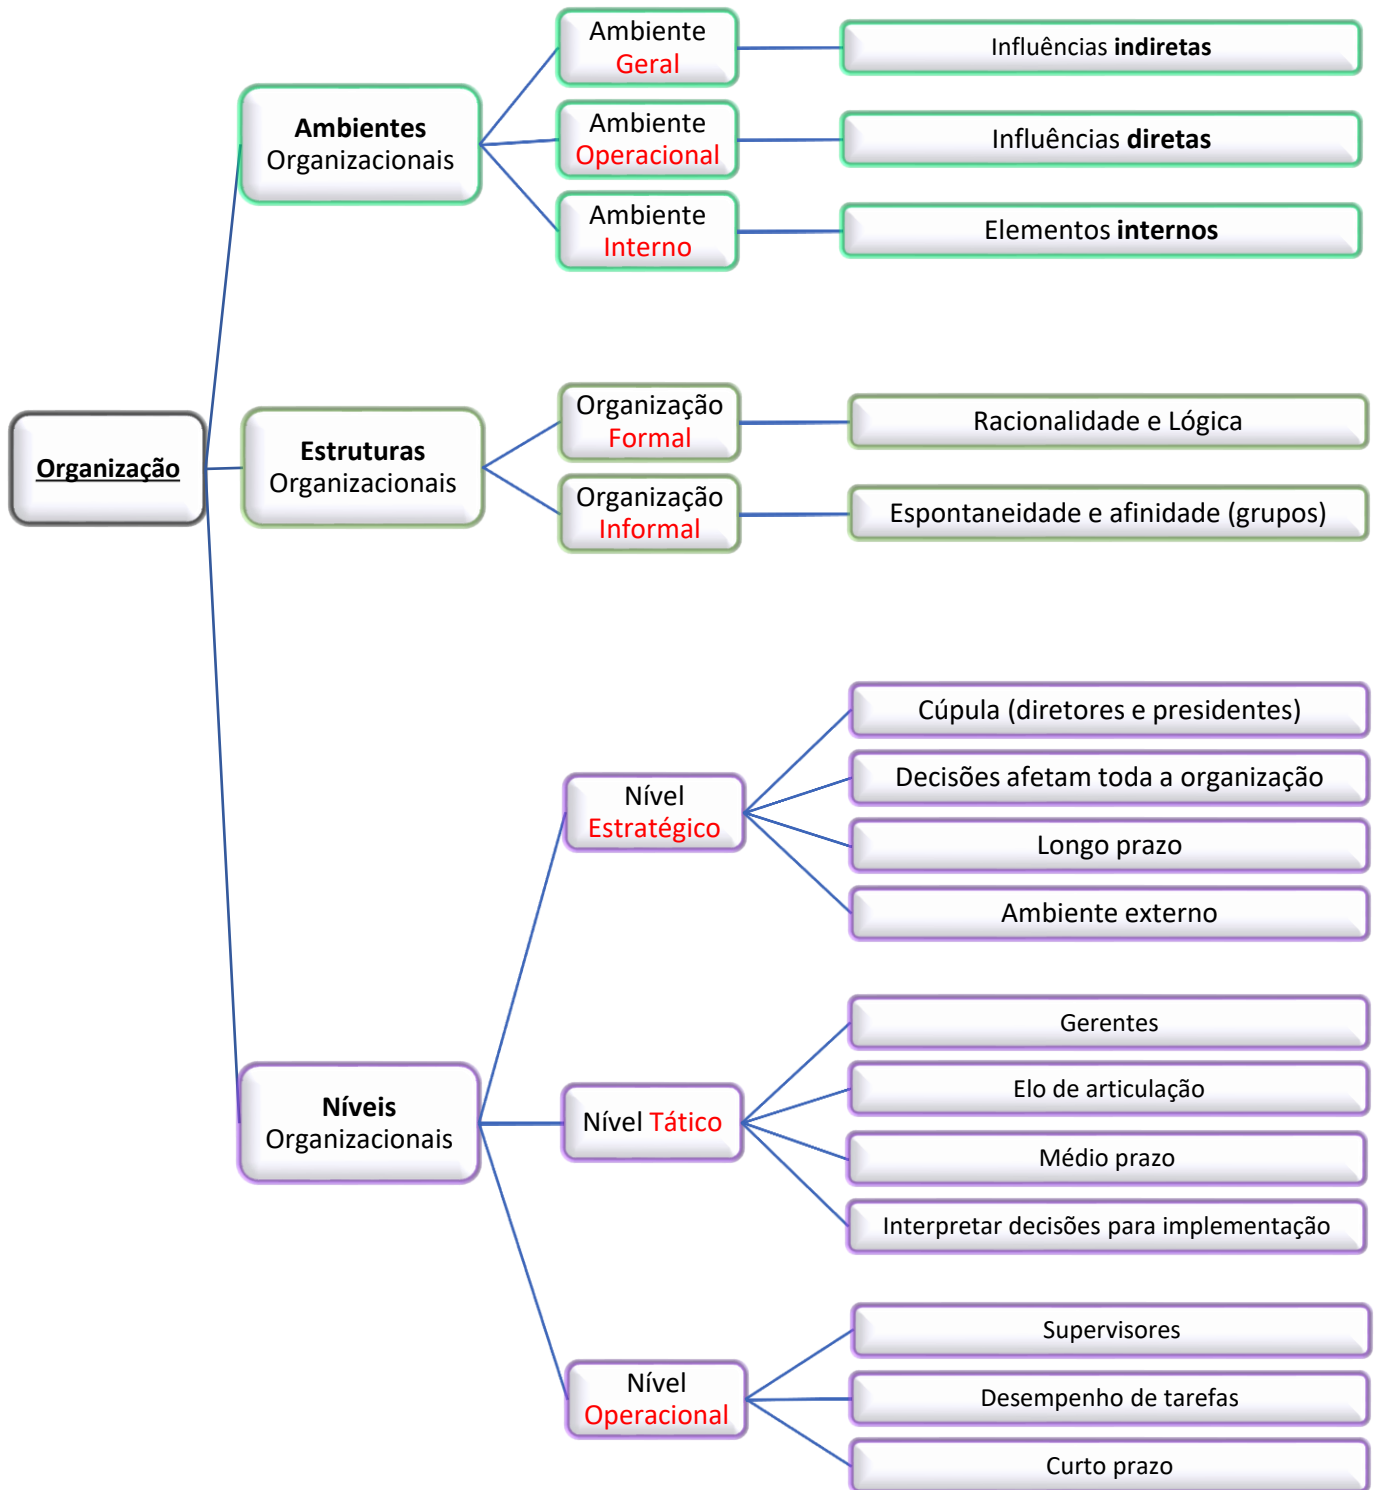 Organização
Ambientes
Organizacionais
Ambiente
Geral
Influências indiretas
Ambiente
Operacional
Influências diretas
Ambiente
Interno
Elementos internos
Estruturas
Organizacionais
Organização
Formal
Racionalidade e Lógica
Organização
Informal
Espontaneidade e afinidade (grupos)
Níveis
Organizacionais
Nível
Estratégico
Cúpula (diretores e presidentes)
Decisões afetam toda a organização
Longo prazo
Ambiente externo
Nível Tático
Gerentes
Elo de articulação
Médio prazo
Interpretar decisões para implementação
Nível
Operacional
Supervisores
Desempenho de tarefas
Curto prazo